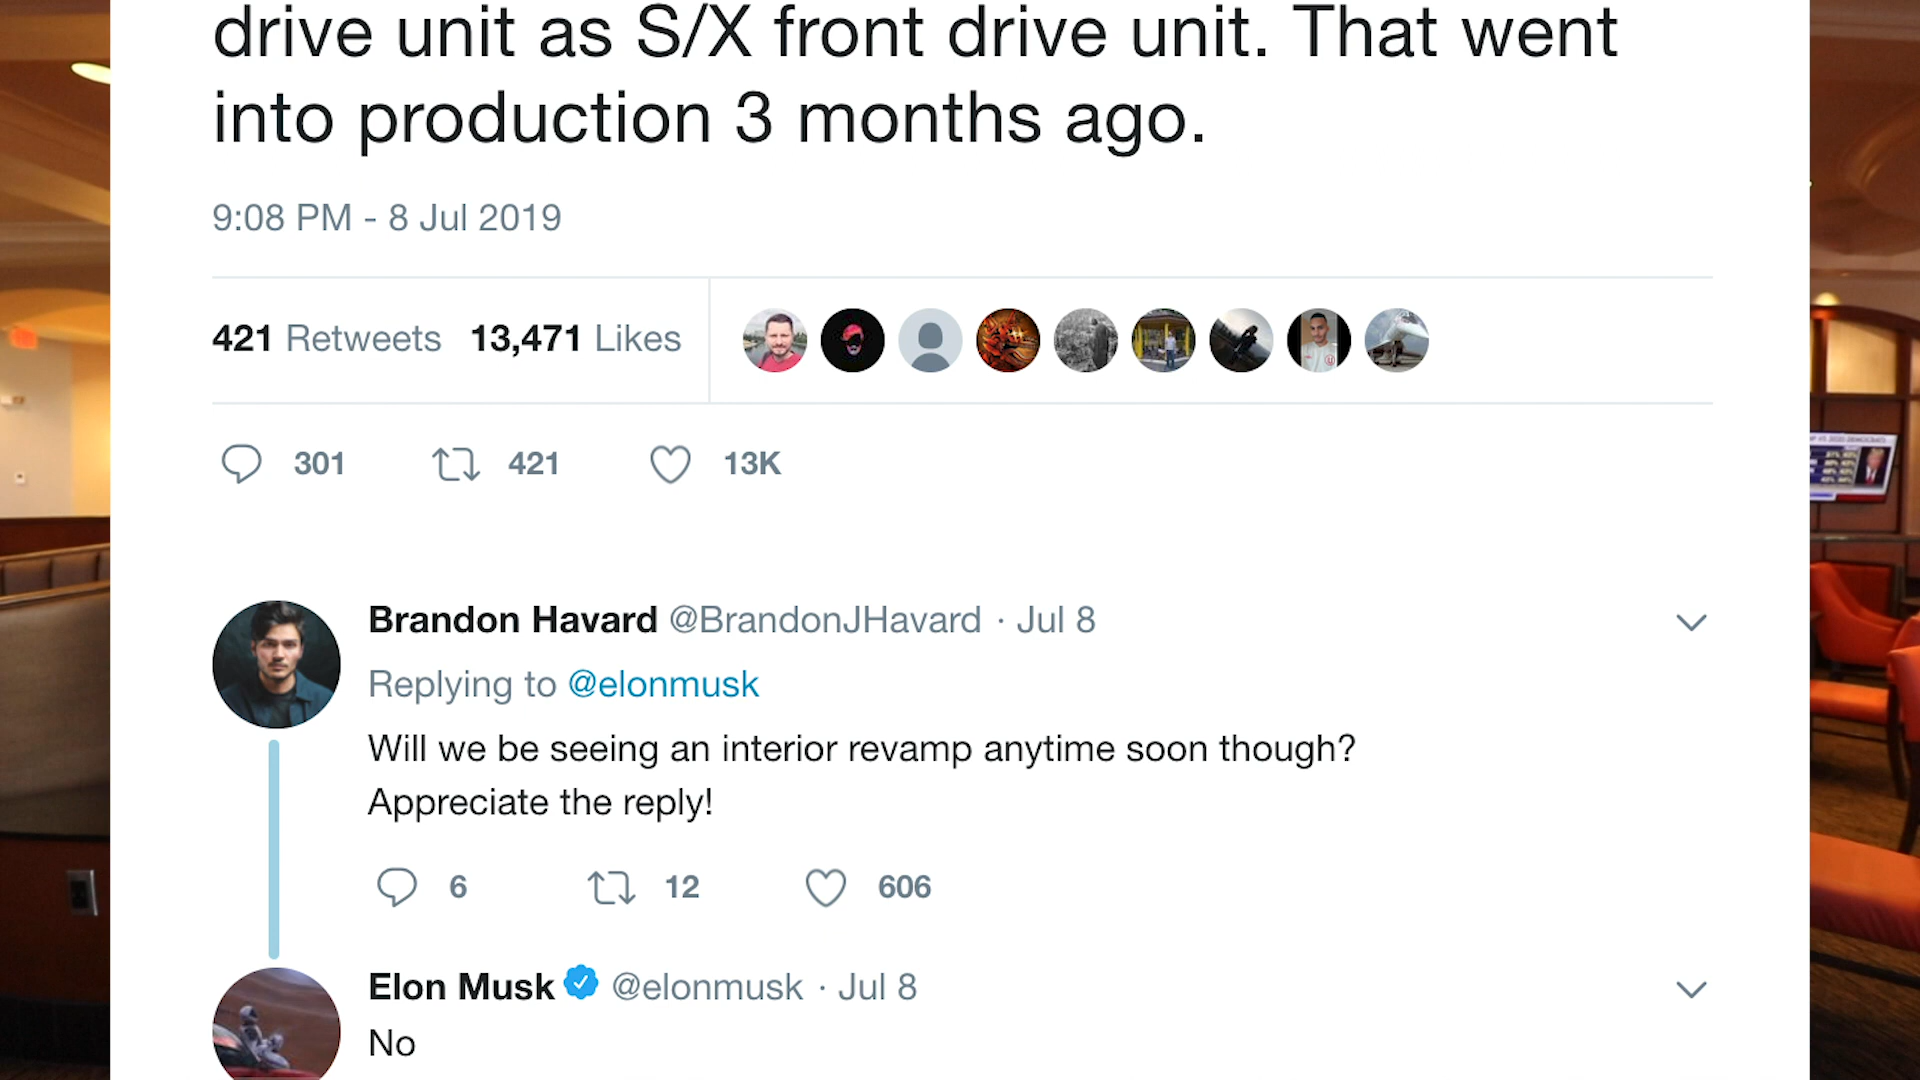 drive unit as S/X front drive unit. That went
into production 3 months ago.
9:08 PM - 8 Jul 2019
421 Retweets 13,471 Likes
301 421 13K
Brandon Havard @BrandonJHavard · Jul 8
Replying to @elonmusk
Will we be seeing an interior revamp anytime soon though?
Appreciate the reply!
6 12 606
Elon Musk @elonmusk · Jul 8
No